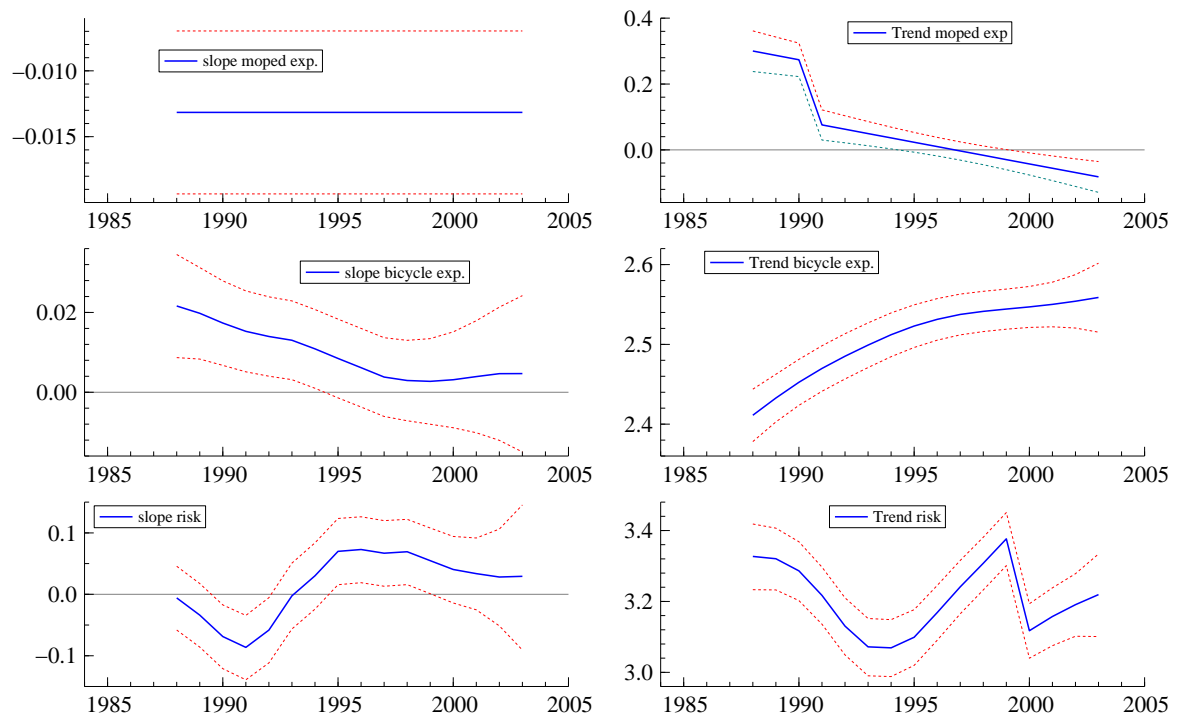 slope moped exp.
−0.010
−0.015
1985 1990 1995 2000 2005
Trend moped exp
0.4
0.2
0.0
1985 1990 1995 2000 2005
slope bicycle exp.
0.02
0.00
1985 1990 1995 2000 2005
Trend bicycle exp.
2.6
2.5
2.4
1985 1990 1995 2000 2005
slope risk
0.1
0.0
−0.1
1985 1990 1995 2000 2005
Trend risk
3.4
3.2
3.0
1985 1990 1995 2000 2005